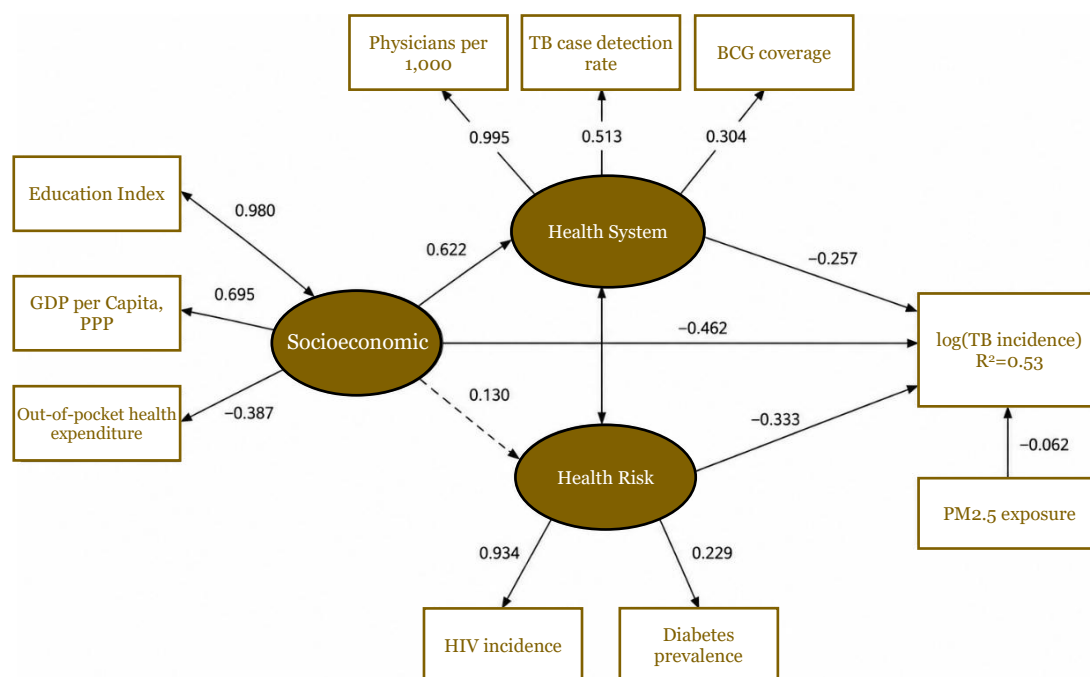 Physicians per
1,000
TB case detection
rate
BCG coverage
0.995
0.513
0.304
Education Index
0.980
Health System
0.622
−0.257
GDP per Capita,
PPP
0.695
Socioeconomic
−0.462
log(TB incidence)
R²=0.53
Out-of-pocket health
expenditure
−0.387
0.130
−0.333
−0.062
Health Risk
PM2.5 exposure
0.934
0.229
HIV incidence
Diabetes
prevalence